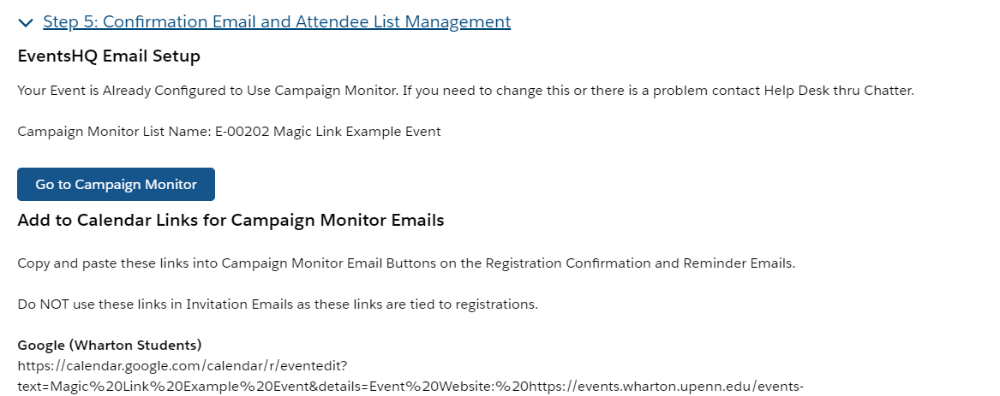 Step 5: Confirmation Email and Attendee List Management
EventsHQ Email Setup
Your Event is Already Configured to Use Campaign Monitor. If you need to change this or there is a problem contact Help Desk thru Chatter.
Campaign Monitor List Name: E-00202 Magic Link Example Event
Go to Campaign Monitor
Add to Calendar Links for Campaign Monitor Emails
Copy and paste these links into Campaign Monitor Email Buttons on the Registration Confirmation and Reminder Emails.
Do NOT use these links in Invitation Emails as these links are tied to registrations.
Google (Wharton Students)
https://calendar.google.com/calendar/r/eventedit?
text=Magic%20Link%20Example%20Event&details=Event%20Website:%20https://events.wharton.upenn.edu/events-